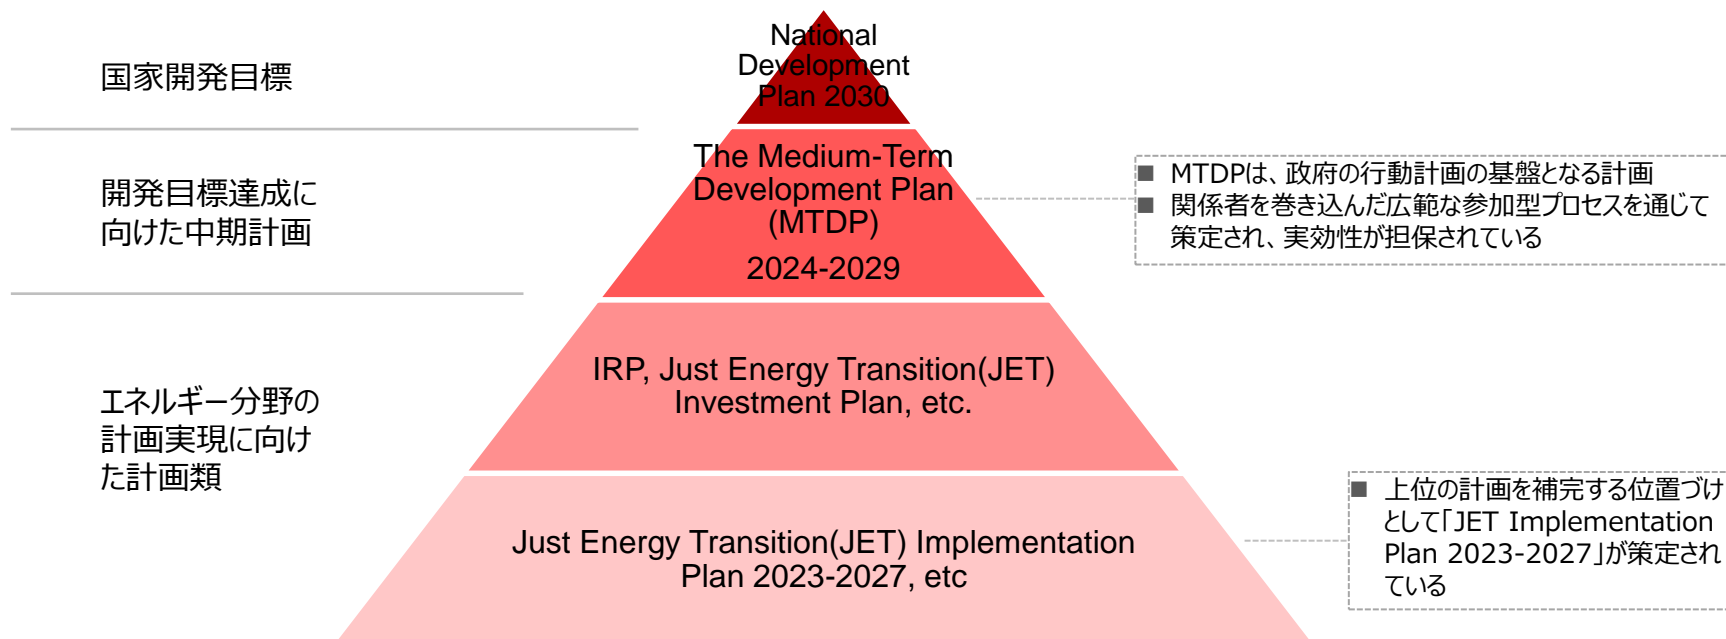 国家開発目標
National
Development
Plan 2030
開発目標達成に
向けた中期計画
The Medium-Term
Development Plan
(MTDP)
2024-2029
■ MTDPは、政府の行動計画の基盤となる計画
■ 関係者を巻き込んだ広範な参加型プロセスを通じて
策定され、実効性が担保されている
エネルギー分野の
計画実現に向け
た計画類
IRP, Just Energy Transition(JET)
Investment Plan, etc.
Just Energy Transition(JET) Implementation
Plan 2023-2027, etc
■ 上位の計画を補完する位置づけ
として「JET Implementation
Plan 2023-2027」が策定され
ている